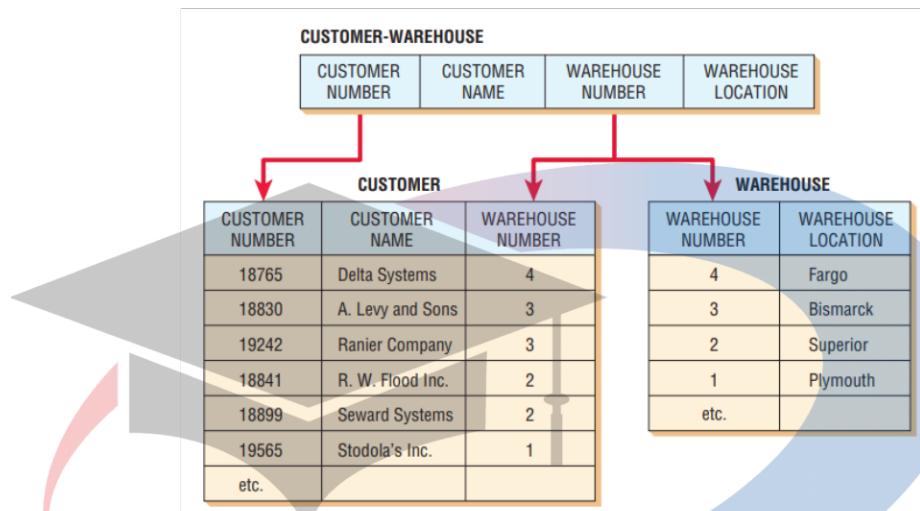 CUSTOMER-WAREHOUSE
CUSTOMER NUMBER CUSTOMER NAME WAREHOUSE NUMBER WAREHOUSE LOCATION
CUSTOMER
CUSTOMER NUMBER CUSTOMER NAME WAREHOUSE NUMBER
18765 Delta Systems 4
18830 A. Levy and Sons 3
19242 Ranier Company 3
18841 R. W. Flood Inc. 2
18899 Seward Systems 2
19565 Stodola's Inc. 1
etc.
WAREHOUSE
WAREHOUSE NUMBER WAREHOUSE LOCATION
4 Fargo
3 Bismarck
2 Superior
1 Plymouth
etc.